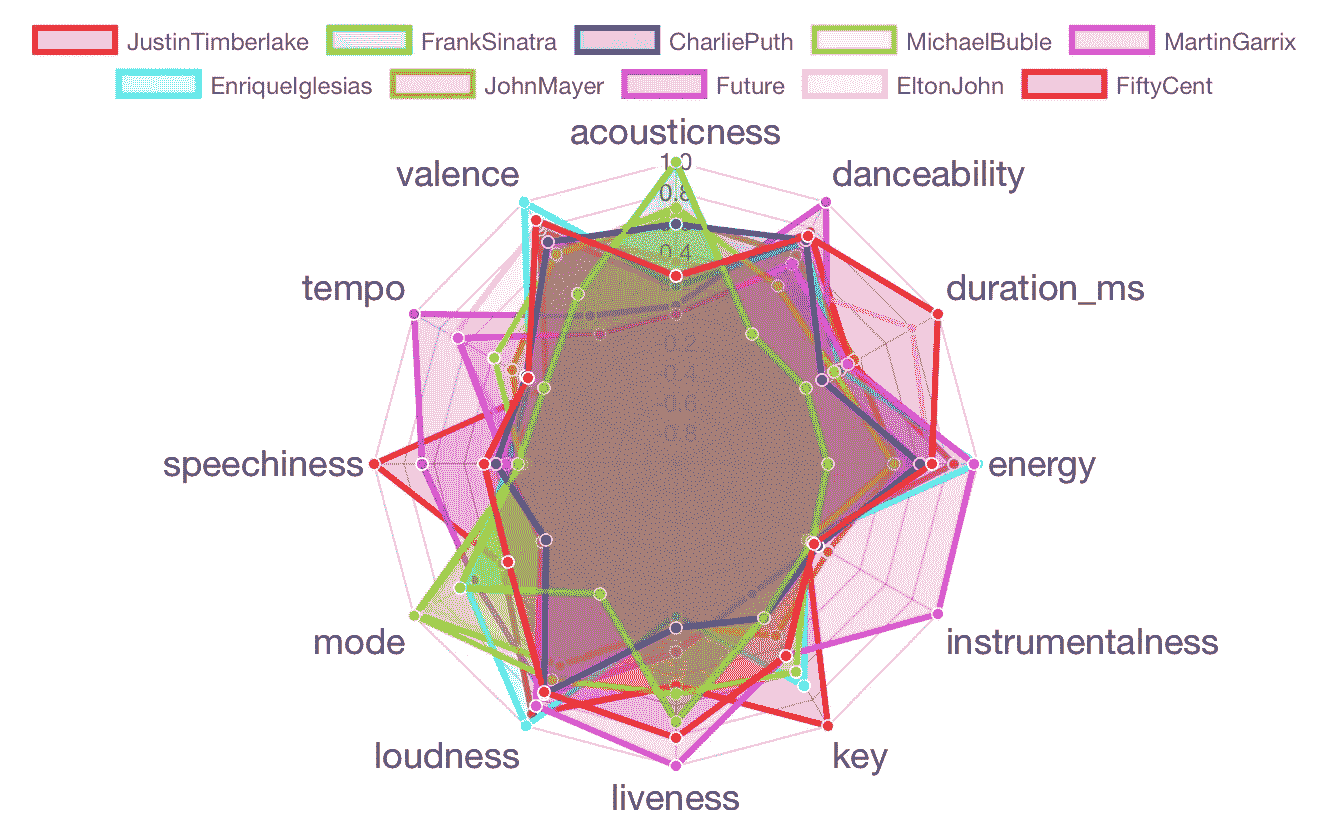 JustinTimberlake FrankSinatra CharliePuth MichaelBuble MartinGarrix
EnriqueIglesias JohnMayer Future EltonJohn FiftyCent
acousticness
valence
danceability
1.0
0.8
0.4
tempo
duration_ms
-0.2
-0.4
-0.6
-0.8
speechiness
energy
mode
instrumentalness
loudness
key
liveness